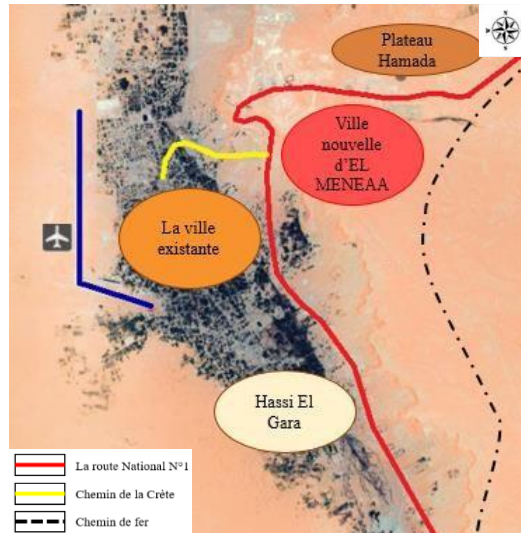 Plateau
Hamada
Ville
nouvelle
d'EL
MENEAA
La ville
existante
Hassi El
Gara
La route National N°1
Chemin de la Crète
Chemin de fer